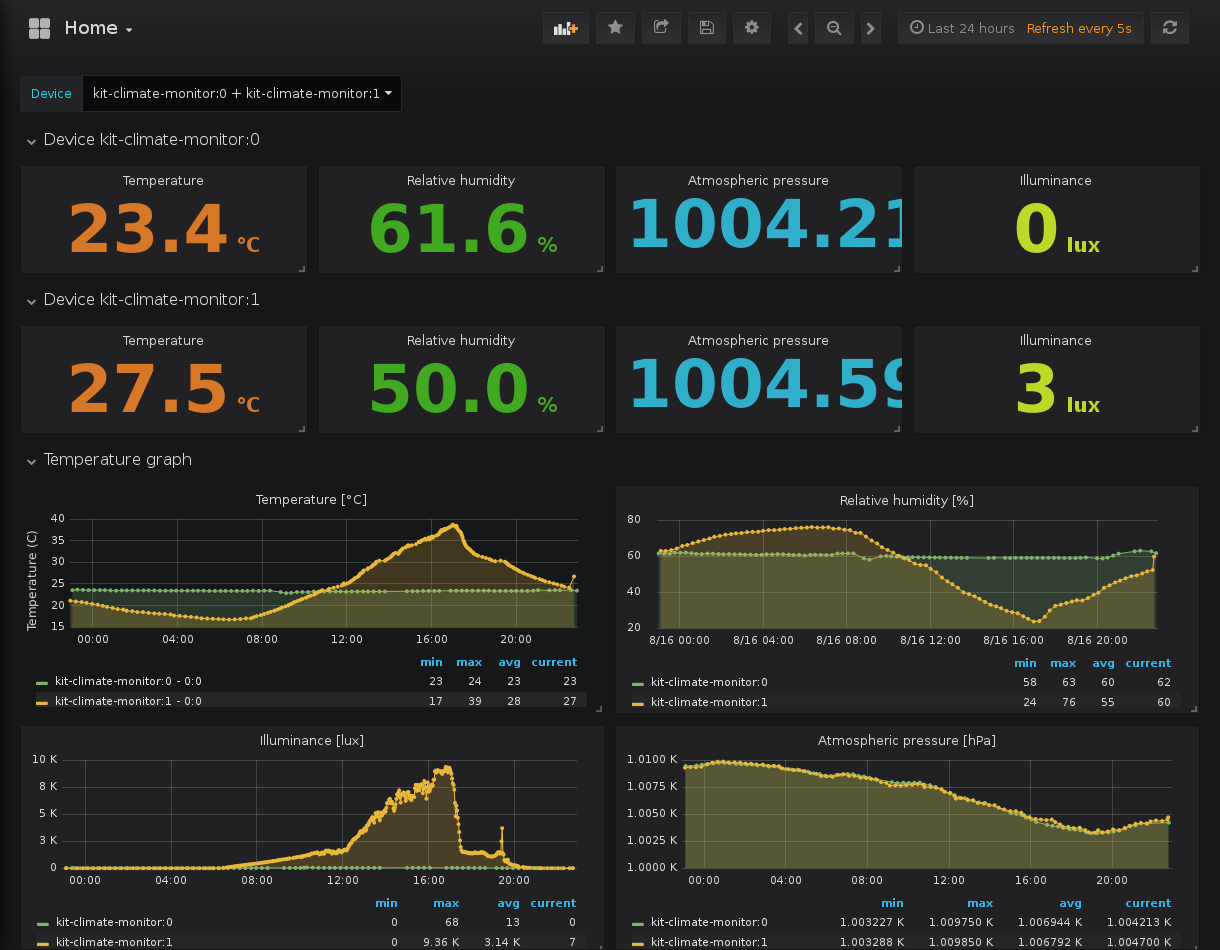 Home
Last 24 hours Refresh every 5s
Device kit-climate-monitor:0 + kit-climate-monitor:1
Device kit-climate-monitor:0
Temperature Relative humidity Atmospheric pressure Illuminance
23.4 °C 61.6 % 1004.21 0 lux
Device kit-climate-monitor:1
Temperature Relative humidity Atmospheric pressure Illuminance
27.5 °C 50.0 % 1004.59 3 lux
Temperature graph
Temperature [°C]
Temperature (C)
40
35
30
25
20
15
00:00 04:00 08:00 12:00 16:00 20:00
min max avg current
kit-climate-monitor:0 - 0:0 23 24 23 23
kit-climate-monitor:1 - 0:0 17 39 28 27
Relative humidity [%]
80
60
40
20
8/16 00:00 8/16 04:00 8/16 08:00 8/16 12:00 8/16 16:00 8/16 20:00
min max avg current
kit-climate-monitor:0 58 63 60 62
kit-climate-monitor:1 24 76 55 60
Illuminance [lux]
10 K
8 K
5 K
3 K
0
00:00 04:00 08:00 12:00 16:00 20:00
min max avg current
kit-climate-monitor:0 0 68 13 0
kit-climate-monitor:1 0 9.36 K 3.14 K 7
Atmospheric pressure [hPa]
1.0100 K
1.0075 K
1.0050 K
1.0025 K
1.0000 K
00:00 04:00 08:00 12:00 16:00 20:00
min max avg current
kit-climate-monitor:0 1.003227 K 1.009750 K 1.006944 K 1.004213 K
kit-climate-monitor:1 1.003288 K 1.009850 K 1.006792 K 1.004700 K